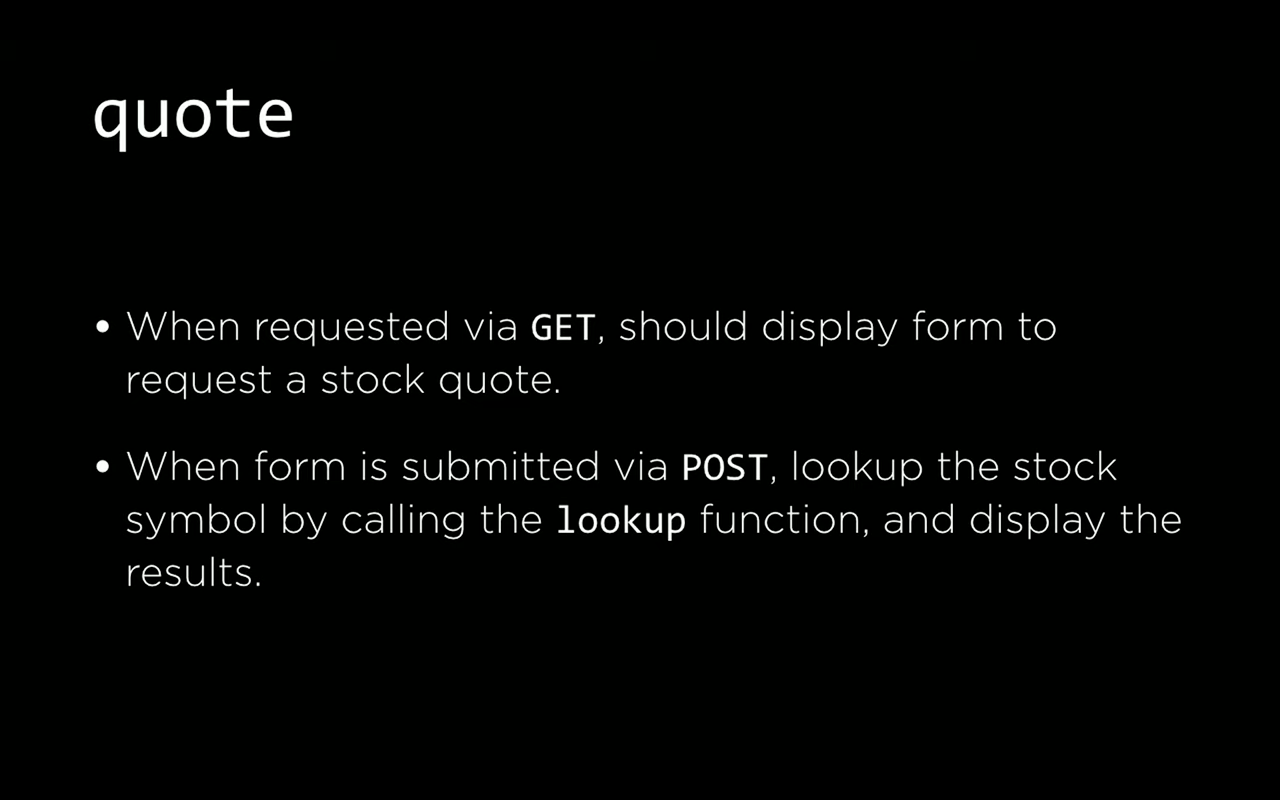 quote
• When requested via GET, should display form to
request a stock quote.
• When form is submitted via POST, lookup the stock
symbol by calling the lookup function, and display the
results.